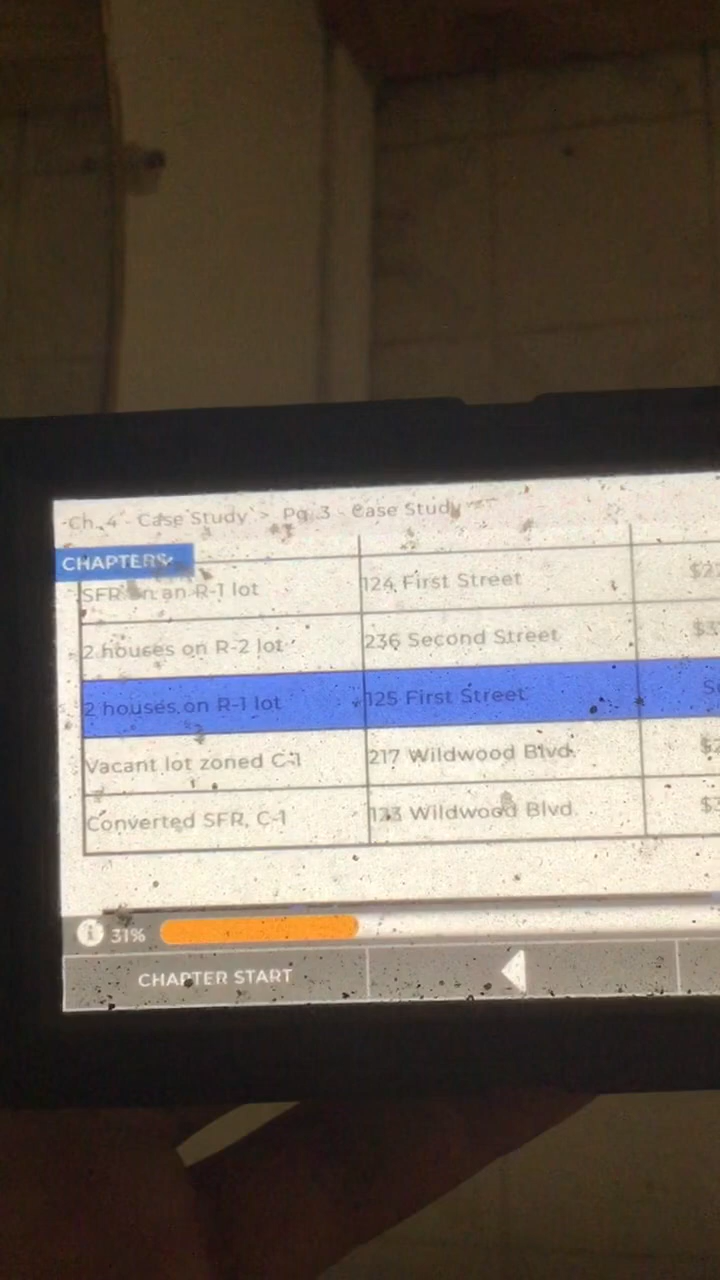 Ch. 4 - Case Study > Pg. 3 - Case Study
CHAPTERS
SFR on an R-1 lot 124 First Street
2 houses on R-2 lot 236 Second Street
2 houses on R-1 lot 125 First Street
Vacant lot zoned C-1 217 Wildwood Blvd.
Converted SFR, C-1 133 Wildwood Blvd.
31%
CHAPTER START